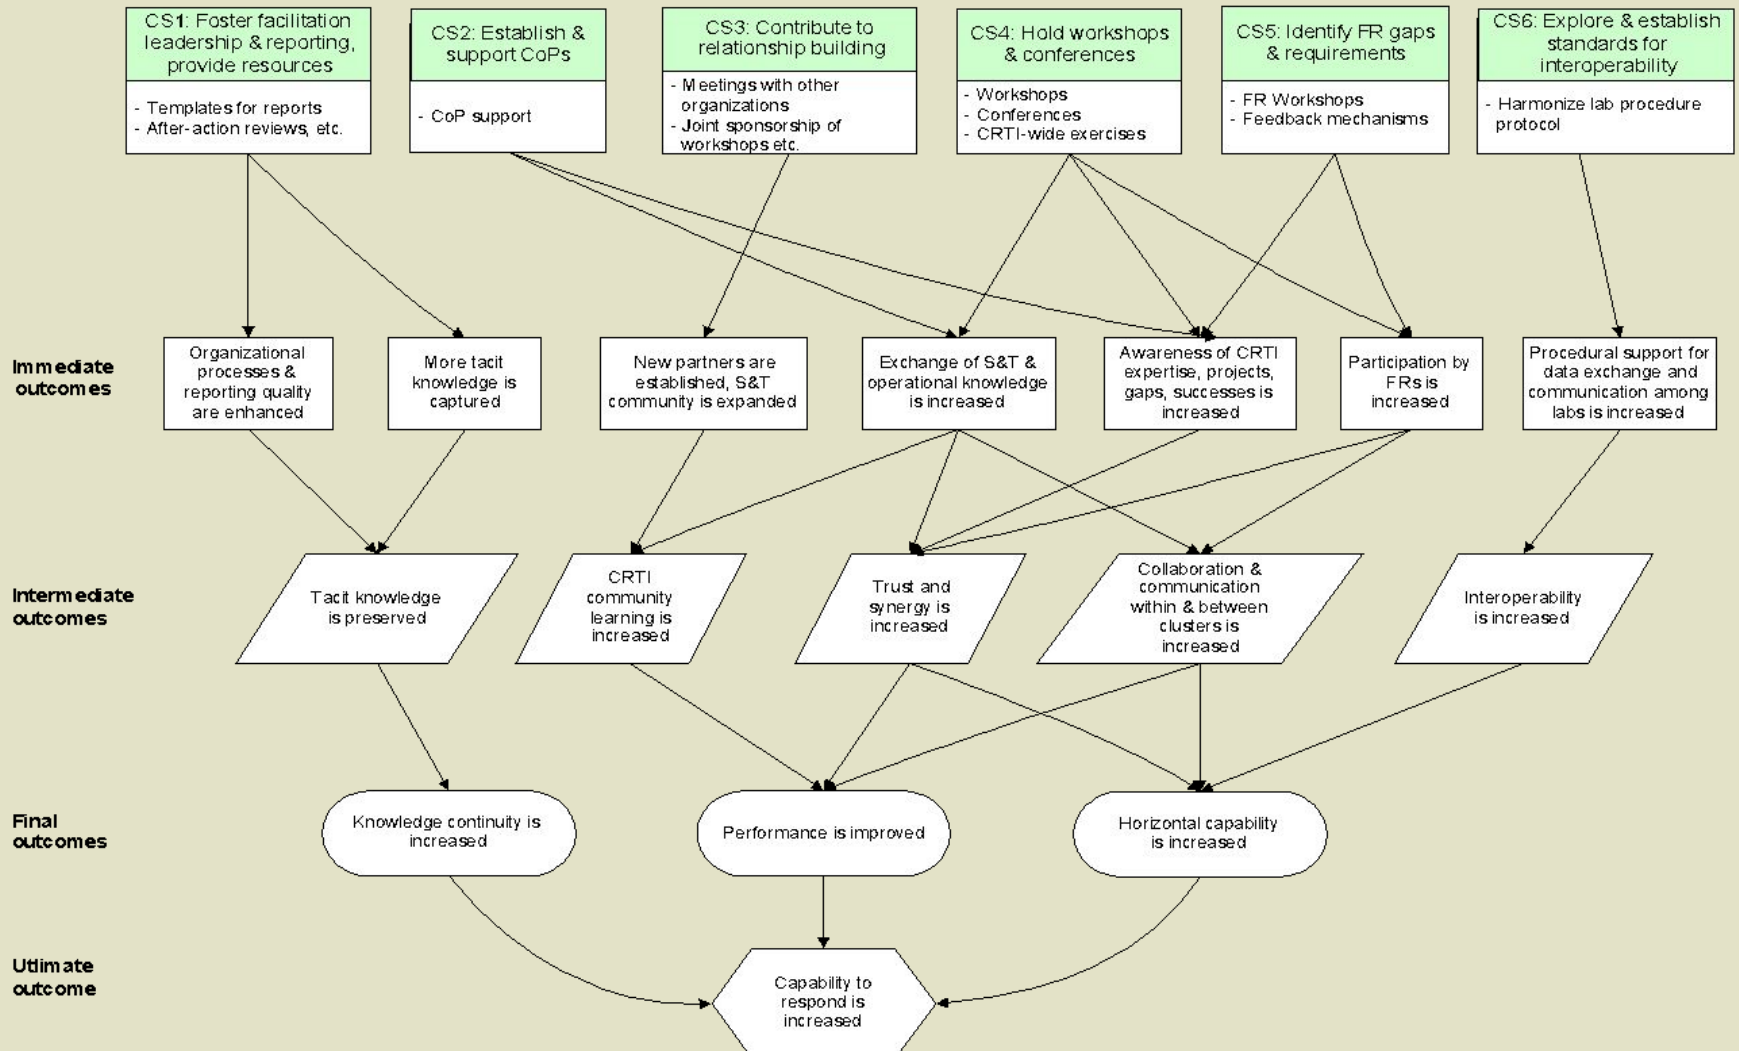 CS1: Foster facilitation
leadership & reporting,
provide resources
- Templates for reports
- After-action reviews, etc.
CS2: Establish &
support CoPs
- CoP support
CS3: Contribute to
relationship building
- Meetings with other
organizations
- Joint sponsorship of
workshops etc.
CS4: Hold workshops
& conferences
- Workshops
- Conferences
- CRTI-wide exercises
CS5: Identify FR gaps
& requirements
- FR Workshops
- Feedback mechanisms
CS6: Explore & establish
standards for
interoperability
- Harmonize lab procedure
protocol
Immediate
outcomes
Organizational
processes &
reporting quality
are enhanced
More tacit
knowledge is
captured
New partners are
established, S&T
community is expanded
Exchange of S&T &
operational knowledge
is increased
Awareness of CRTI
expertise, projects,
gaps, successes is
increased
Participation by
FRs is
increased
Procedural support for
data exchange and
communication among
labs is increased
Intermediate
outcomes
Tacit knowledge
is preserved
CRTI
community
learning is
increased
Trust and
synergy is
increased
Collaboration &
communication
within & between
clusters is
increased
Interoperability
is increased
Final
outcomes
Knowledge continuity is
increased
Performance is improved
Horizontal capability
is increased
Utlimate
outcome
Capability to
respond is
increased